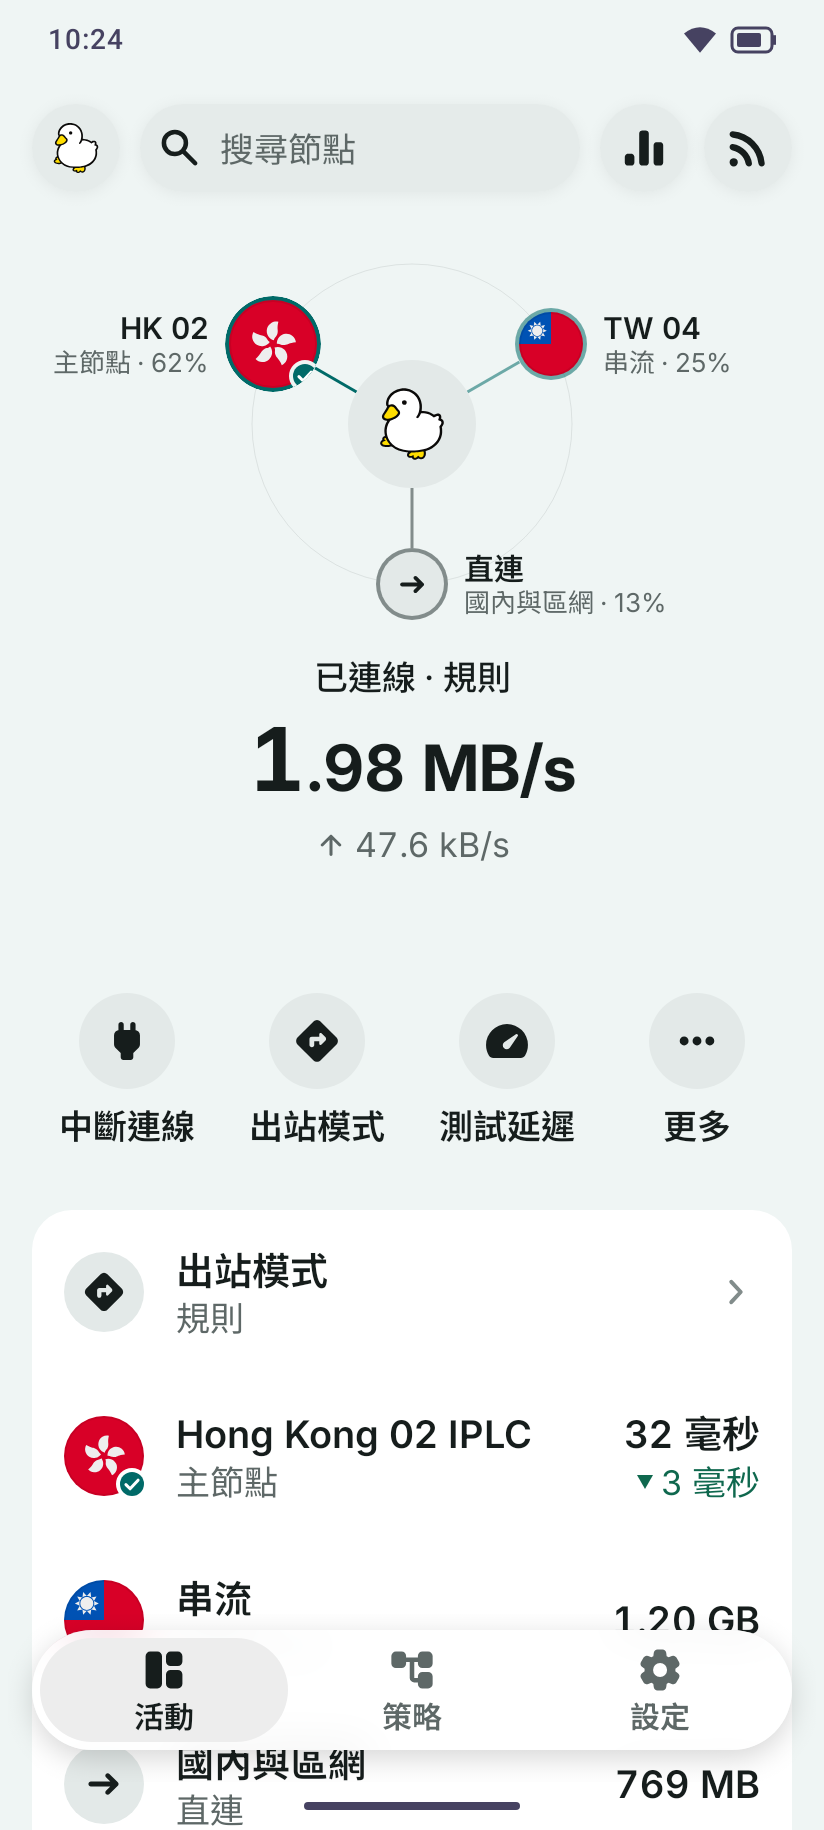 10:24
搜尋節點
HK 02
主節點 · 62%
TW 04
串流 · 25%
直連
國內與區網 · 13%
已連線 · 規則
1.98 MB/s
↑ 47.6 kB/s
中斷連線
出站模式
測試延遲
更多
出站模式
規則
Hong Kong 02 IPLC
32 毫秒
主節點
▼3 毫秒
串流
1.20 GB
活動
策略
設定
國內與區網
769 MB
直連